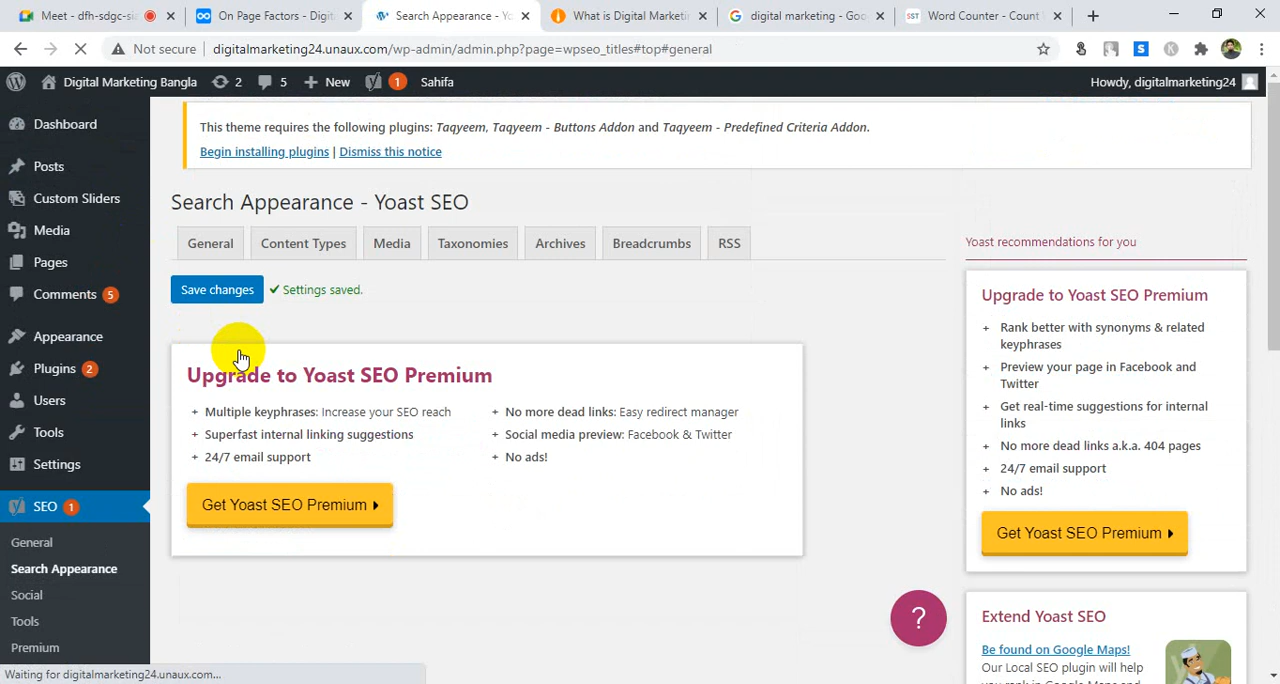 Meet - dfh-sdgc-si
On Page Factors - Digit
Search Appearance - Yo
What is Digital Marketin
digital marketing - Goo
SST
Word Counter - Count
Not secure
digitalmarketing24.unaux.com/wp-admin/admin.php?page=wpseo_titles#top#general
Digital Marketing Bangla
2
5
New
1
Sahifa
Howdy, digitalmarketing24
Dashboard
Posts
Custom Sliders
Media
Pages
Comments 5
Appearance
Plugins 2
Users
Tools
Settings
SEO 1
General
Search Appearance
Social
Tools
Premium
This theme requires the following plugins: Taqyeem, Taqyeem - Buttons Addon and Taqyeem - Predefined Criteria Addon.
Begin installing plugins | Dismiss this notice
Search Appearance - Yoast SEO
General
Content Types
Media
Taxonomies
Archives
Breadcrumbs
RSS
Save changes
✔ Settings saved.
Upgrade to Yoast SEO Premium
+ Multiple keyphrases: Increase your SEO reach
+ Superfast internal linking suggestions
+ 24/7 email support
+ No more dead links: Easy redirect manager
+ Social media preview: Facebook & Twitter
+ No ads!
Get Yoast SEO Premium
Yoast recommendations for you
Upgrade to Yoast SEO Premium
+ Rank better with synonyms & related
keyphrases
+ Preview your page in Facebook and
Twitter
+ Get real-time suggestions for internal
links
+ No more dead links a.k.a. 404 pages
+ 24/7 email support
+ No ads!
Get Yoast SEO Premium
?
Extend Yoast SEO
Be found on Google Maps!
Our Local SEO plugin will help
Waiting for digitalmarketing24.unaux.com...